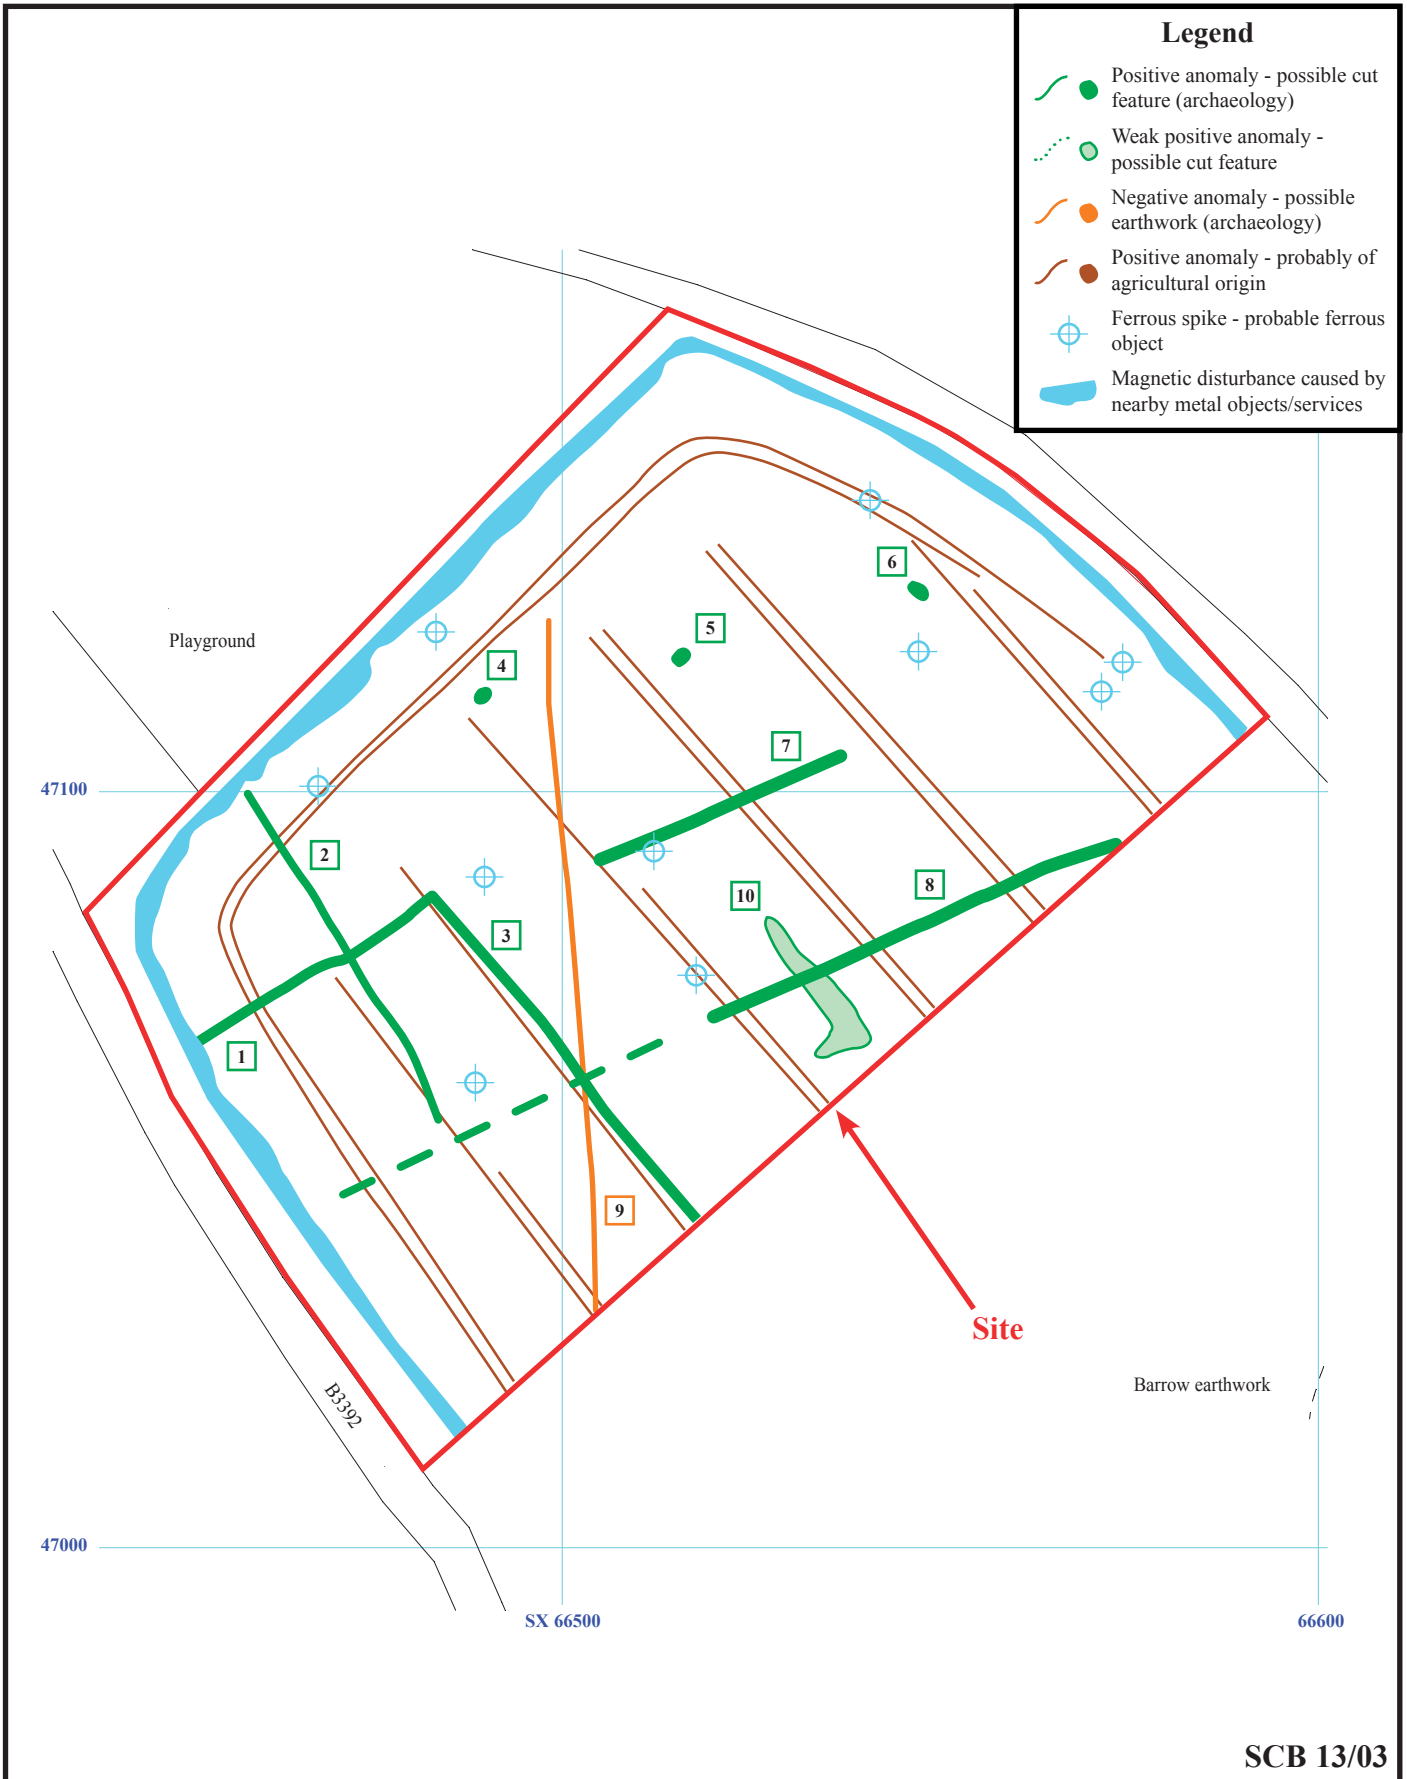 Legend
Positive anomaly - possible cut
feature (archaeology)
Weak positive anomaly -
possible cut feature
Negative anomaly - possible
earthwork (archaeology)
Positive anomaly - probably of
agricultural origin
Ferrous spike - probable ferrous
object
Magnetic disturbance caused by
nearby metal objects/services
6
5
Playground
4
7
47100
2
8
10
3
1
9
Site
Barrow earthwork
B3392
47000
SX 66500
66600
SCB 13/03